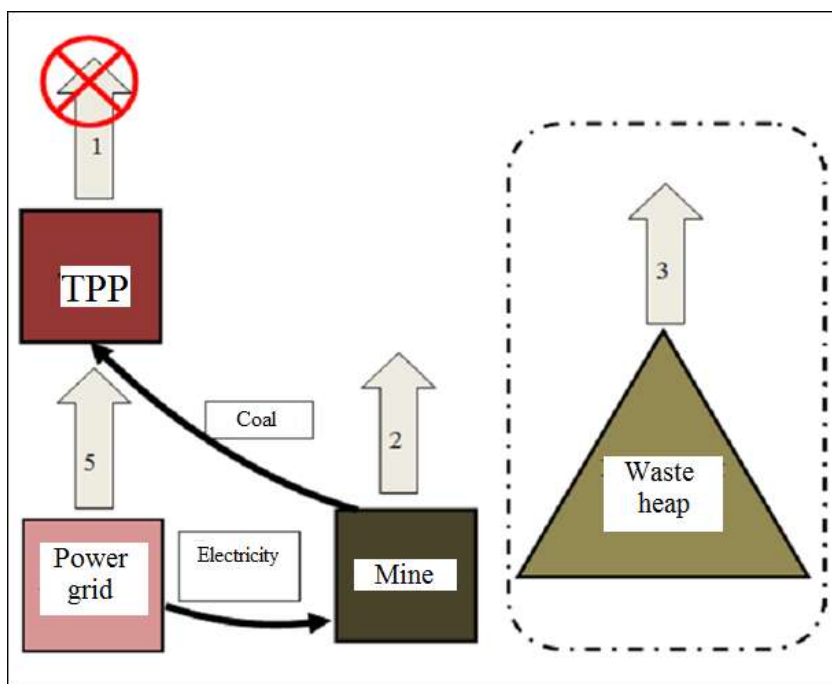 1
TPP
3
5
Coal
2
Power
grid
Electricity
Mine
Waste
heap